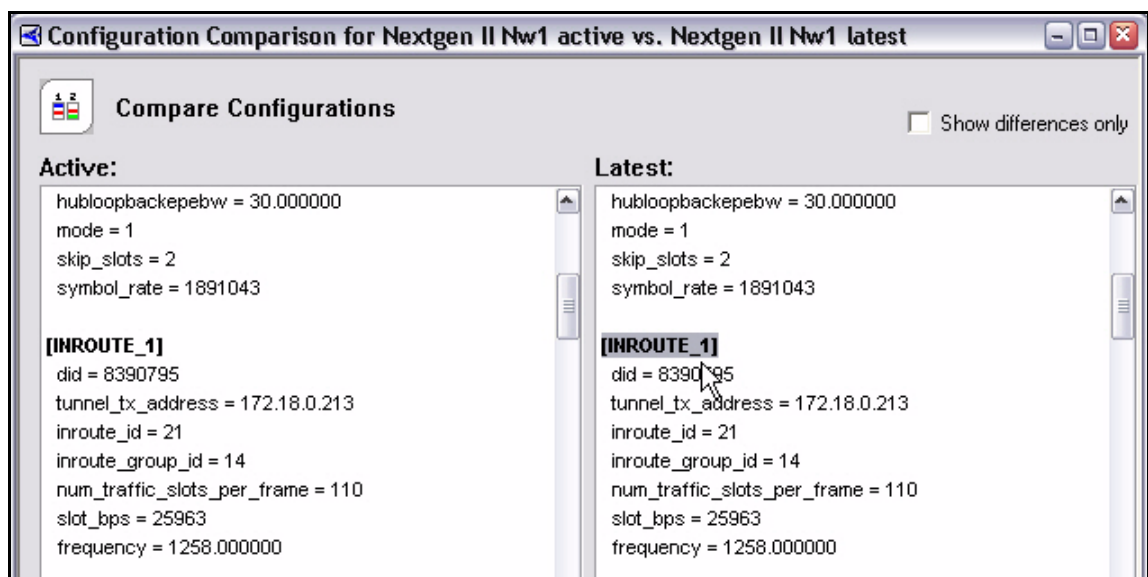 Configuration Comparison for Nextgen II Nw1 active vs. Nextgen II Nw1 latest
1 2
Compare Configurations
Show differences only
Active:
hubloopbackepebw = 30.000000
mode = 1
skip_slots = 2
symbol_rate = 1891043
[INROUTE_1]
did = 8390795
tunnel_tx_address = 172.18.0.213
inroute_id = 21
inroute_group_id = 14
num_traffic_slots_per_frame = 110
slot_bps = 25963
frequency = 1258.000000
Latest:
hubloopbackepebw = 30.000000
mode = 1
skip_slots = 2
symbol_rate = 1891043
[INROUTE_1]
did = 8390795
tunnel_tx_address = 172.18.0.213
inroute_id = 21
inroute_group_id = 14
num_traffic_slots_per_frame = 110
slot_bps = 25963
frequency = 1258.000000